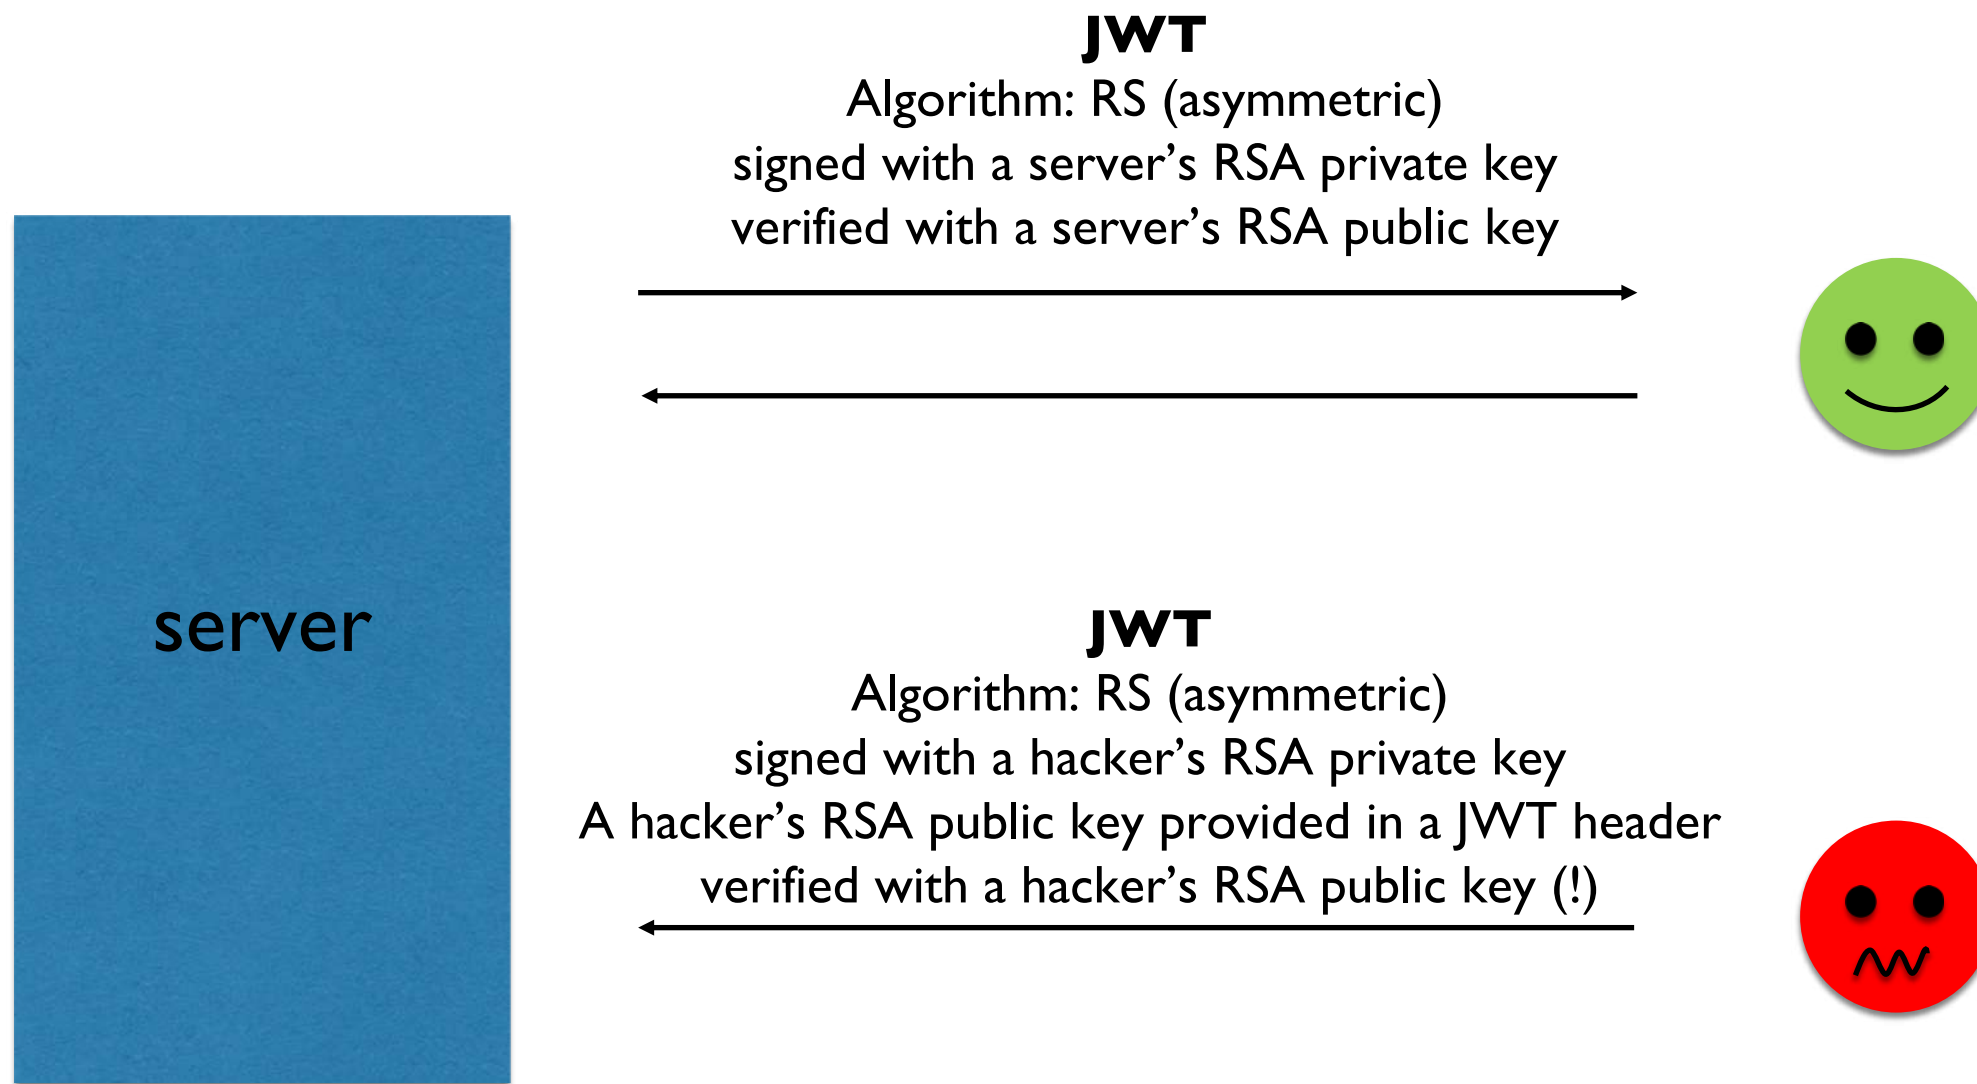 JWT
Algorithm: RS (asymmetric)
signed with a server’s RSA private key
verified with a server’s RSA public key
server
JWT
Algorithm: RS (asymmetric)
signed with a hacker’s RSA private key
A hacker’s RSA public key provided in a JWT header
verified with a hacker’s RSA public key (!)